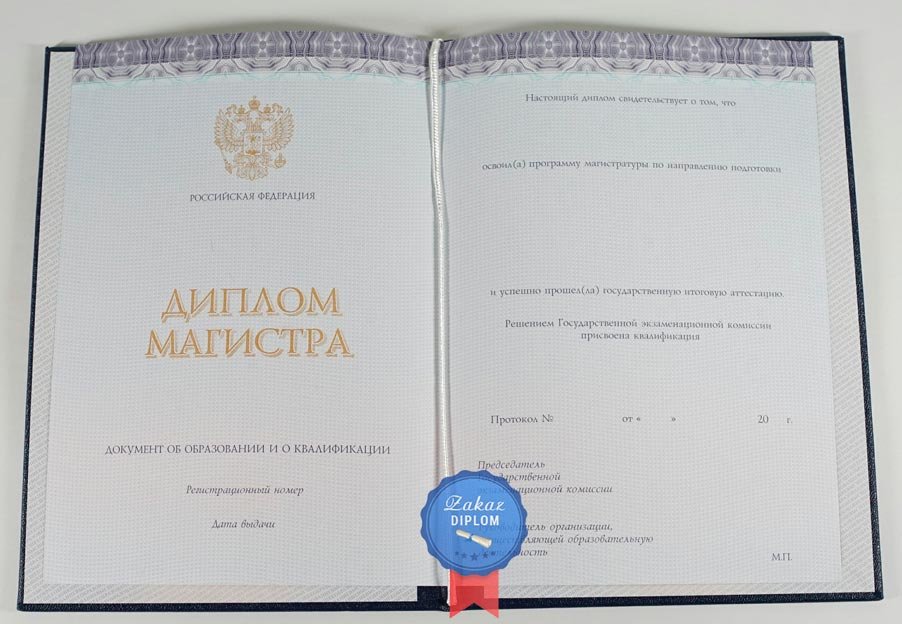 РОССИЙСКАЯ ФЕДЕРАЦИЯ
ДИПЛОМ
МАГИСТРА
ДОКУМЕНТ ОБ ОБРАЗОВАНИИ И О КВАЛИФИКАЦИИ
Регистрационный номер
Дата выдачи
Настоящий диплом свидетельствует о том, что
освоил(а) программу магистратуры по направлению подготовки
и успешно прошел(ла) государственную итоговую аттестацию.
Решением Государственной экзаменационной комиссии
присвоена квалификация
Протокол № от « » 20 г.
Председатель
экзаменационной комиссии
организации,
образовательную
М.П.
Zakaz
DIPLOM